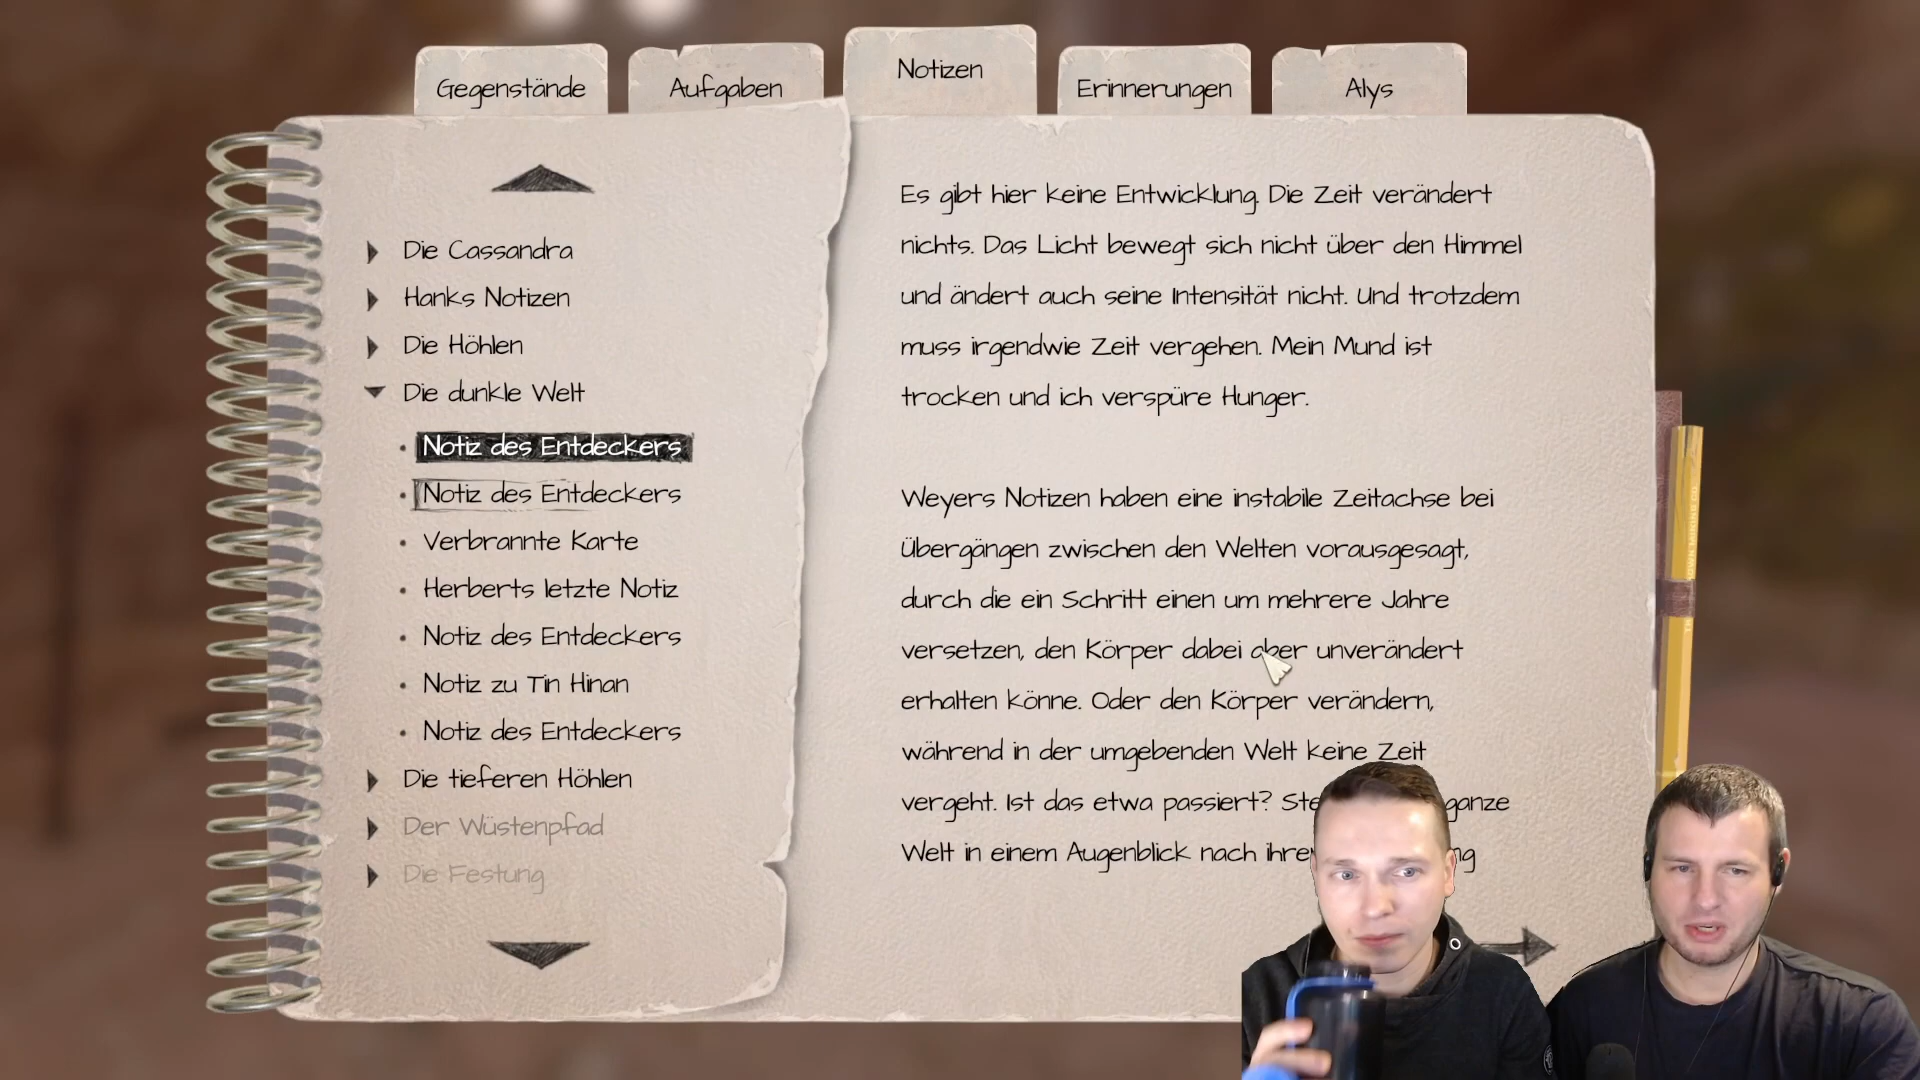 Gegenstände
Aufgaben
Notizen
Erinnerungen
Alys
Die Cassandra
Hanks Notizen
Die Höhlen
Die dunkle Welt
Notiz des Entdeckers
Notiz des Entdeckers
Verbrannte Karte
Herberts letzte Notiz
Notiz des Entdeckers
Notiz zu Tin Hinan
Notiz des Entdeckers
Die tieferen Höhlen
Der Wüstenpfad
Die Festung
Es gibt hier keine Entwicklung. Die Zeit verändert
nichts. Das Licht bewegt sich nicht über den Himmel
und ändert auch seine Intensität nicht. Und trotzdem
muss irgendwie Zeit vergehen. Mein Mund ist
trocken und ich verspüre Hunger.
Weyers Notizen haben eine instabile Zeitachse bei
Übergängen zwischen den Welten vorausgesagt,
durch die ein Schritt einen um mehrere Jahre
versetzen, den Körper dabei aber unverändert
erhalten könne. Oder den Körper verändern,
während in der umgebenden Welt keine Zeit
vergeht. Ist das etwa passiert? ganze
Welt in einem Augenblick nach